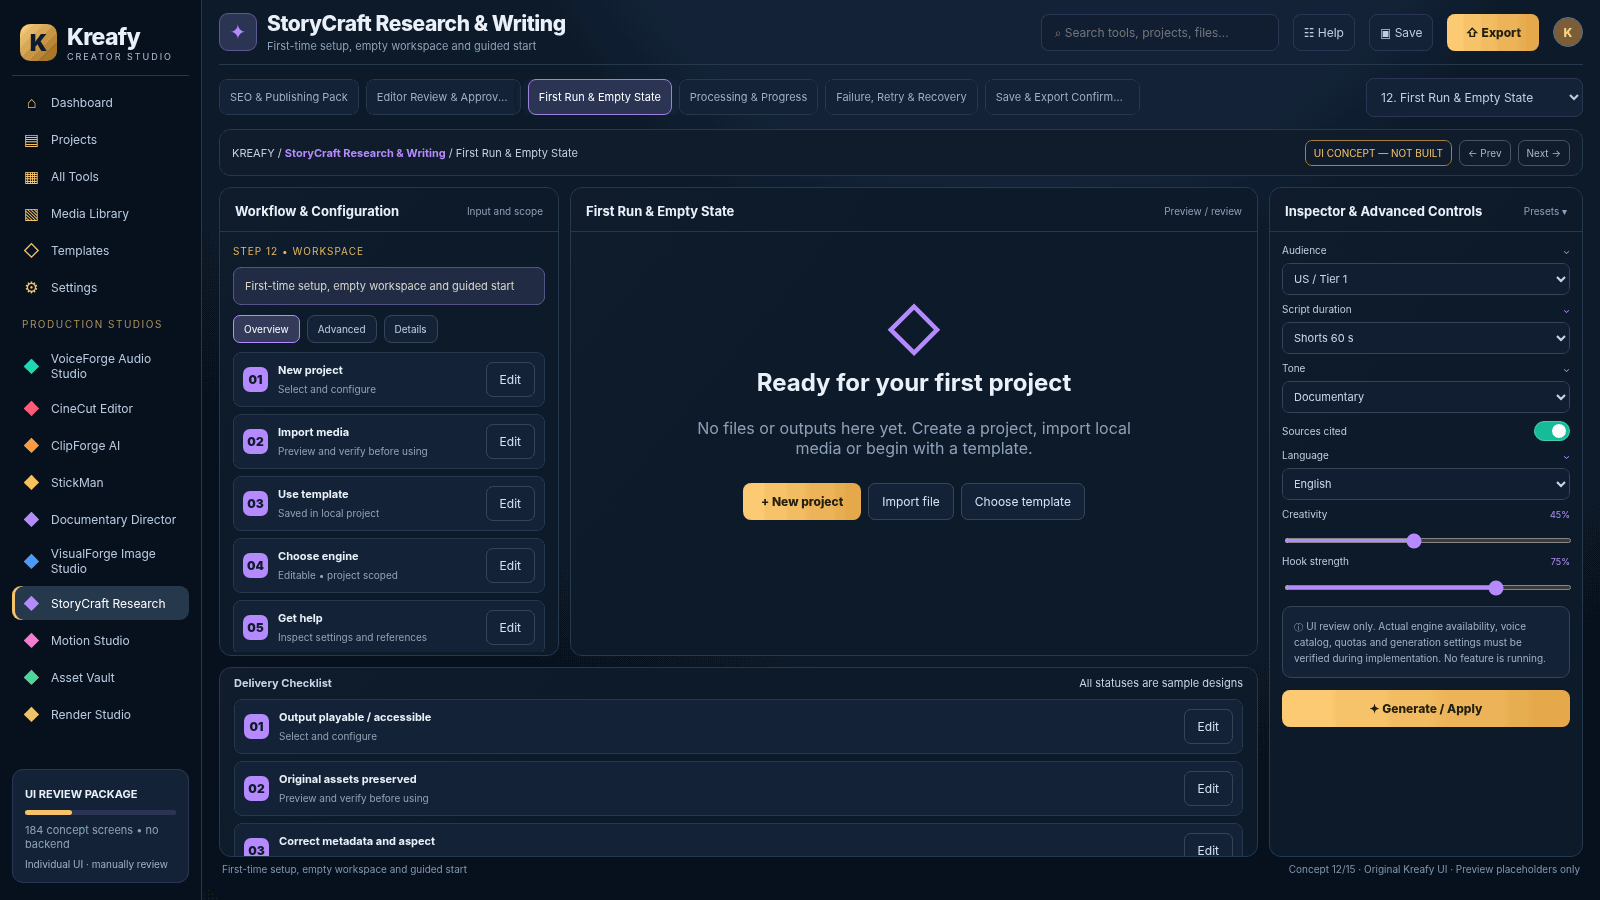 K
Kreafy
CREATOR STUDIO
Dashboard
Projects
All Tools
Media Library
Templates
Settings
PRODUCTION STUDIOS
VoiceForge Audio
Studio
CineCut Editor
ClipForge AI
StickMan
Documentary Director
VisualForge Image
Studio
StoryCraft Research
Motion Studio
Asset Vault
Render Studio
UI REVIEW PACKAGE
184 concept screens • no
backend
Individual UI · manually review
StoryCraft Research & Writing
First-time setup, empty workspace and guided start
Search tools, projects, files...
Help
Save
Export
K
SEO & Publishing Pack
Editor Review & Approv...
First Run & Empty State
Processing & Progress
Failure, Retry & Recovery
Save & Export Confirm...
12. First Run & Empty State
KREAFY / StoryCraft Research & Writing / First Run & Empty State
UI CONCEPT — NOT BUILT
← Prev
Next →
Workflow & Configuration
Input and scope
STEP 12 • WORKSPACE
First-time setup, empty workspace and guided start
Overview
Advanced
Details
01
New project
Select and configure
Edit
02
Import media
Preview and verify before using
Edit
03
Use template
Saved in local project
Edit
04
Choose engine
Editable • project scoped
Edit
05
Get help
Inspect settings and references
Edit
First Run & Empty State
Preview / review
Ready for your first project
No files or outputs here yet. Create a project, import local
media or begin with a template.
+ New project
Import file
Choose template
Delivery Checklist
All statuses are sample designs
01
Output playable / accessible
Select and configure
Edit
02
Original assets preserved
Preview and verify before using
Edit
03
Correct metadata and aspect
Edit
Inspector & Advanced Controls
Presets ▾
Audience
US / Tier 1
Script duration
Shorts 60 s
Tone
Documentary
Sources cited
Language
English
Creativity
45%
Hook strength
75%
ⓘ UI review only. Actual engine availability, voice
catalog, quotas and generation settings must be
verified during implementation. No feature is running.
✦ Generate / Apply
First-time setup, empty workspace and guided start
Concept 12/15 · Original Kreafy UI · Preview placeholders only